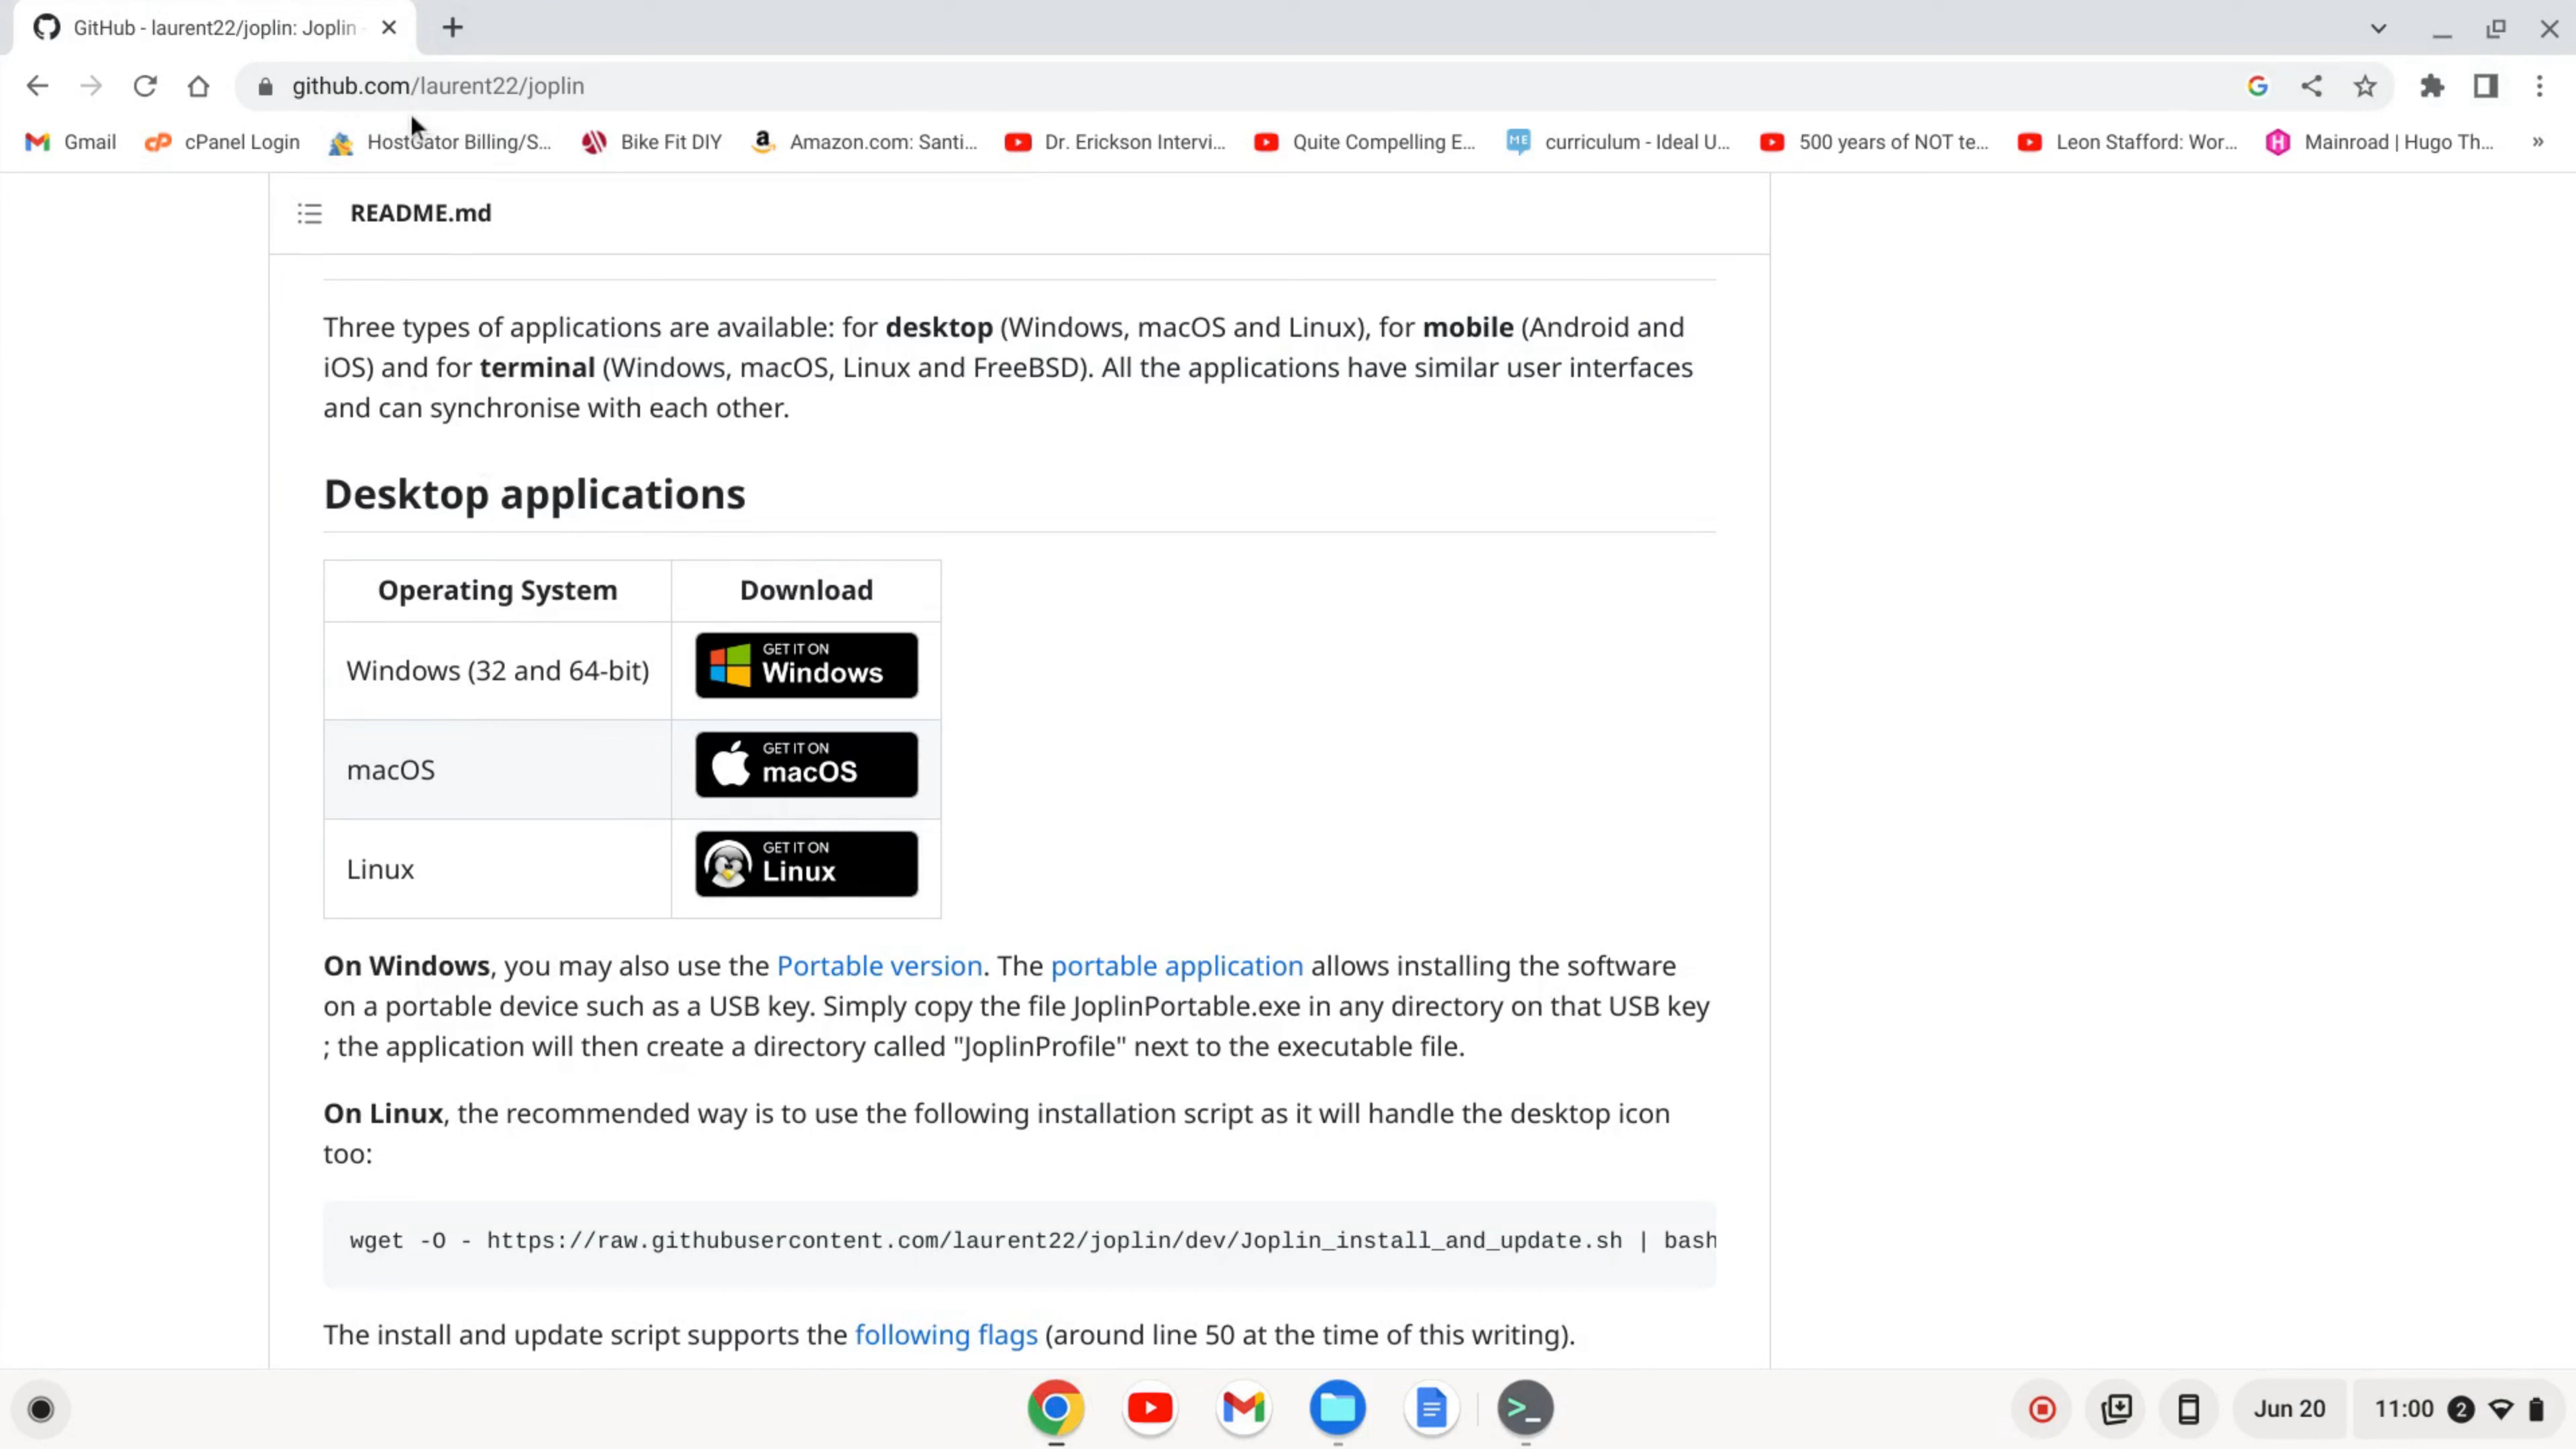 GitHub - laurent22/joplin: Joplin
github.com/laurent22/joplin
Gmail
cPanel Login
HostGator Billing/S...
Bike Fit DIY
Amazon.com: Santi...
Dr. Erickson Intervi...
Quite Compelling E...
ME
curriculum - Ideal U...
500 years of NOT te...
Leon Stafford: Wor...
Mainroad | Hugo Th...
»
README.md
Three types of applications are available: for desktop (Windows, macOS and Linux), for mobile (Android and
iOS) and for terminal (Windows, macOS, Linux and FreeBSD). All the applications have similar user interfaces
and can synchronise with each other.
Desktop applications
Operating System Download
Windows (32 and 64-bit)
GET IT ON
Windows
macOS
GET IT ON
macOS
Linux
GET IT ON
Linux
On Windows, you may also use the Portable version. The portable application allows installing the software
on a portable device such as a USB key. Simply copy the file JoplinPortable.exe in any directory on that USB key
; the application will then create a directory called "JoplinProfile" next to the executable file.
On Linux, the recommended way is to use the following installation script as it will handle the desktop icon
too:
wget -O - https://raw.githubusercontent.com/laurent22/joplin/dev/Joplin_install_and_update.sh | bash
The install and update script supports the following flags (around line 50 at the time of this writing).
Jun 20
11:00
2